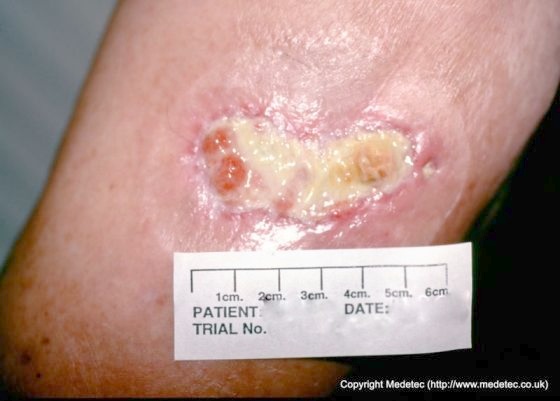 1cm. 2cm. 3cm. 4cm. 5cm. 6cm
PATIENT: DATE:
TRIAL No.
Copyright Medetec (http://www.medetec.co.uk)